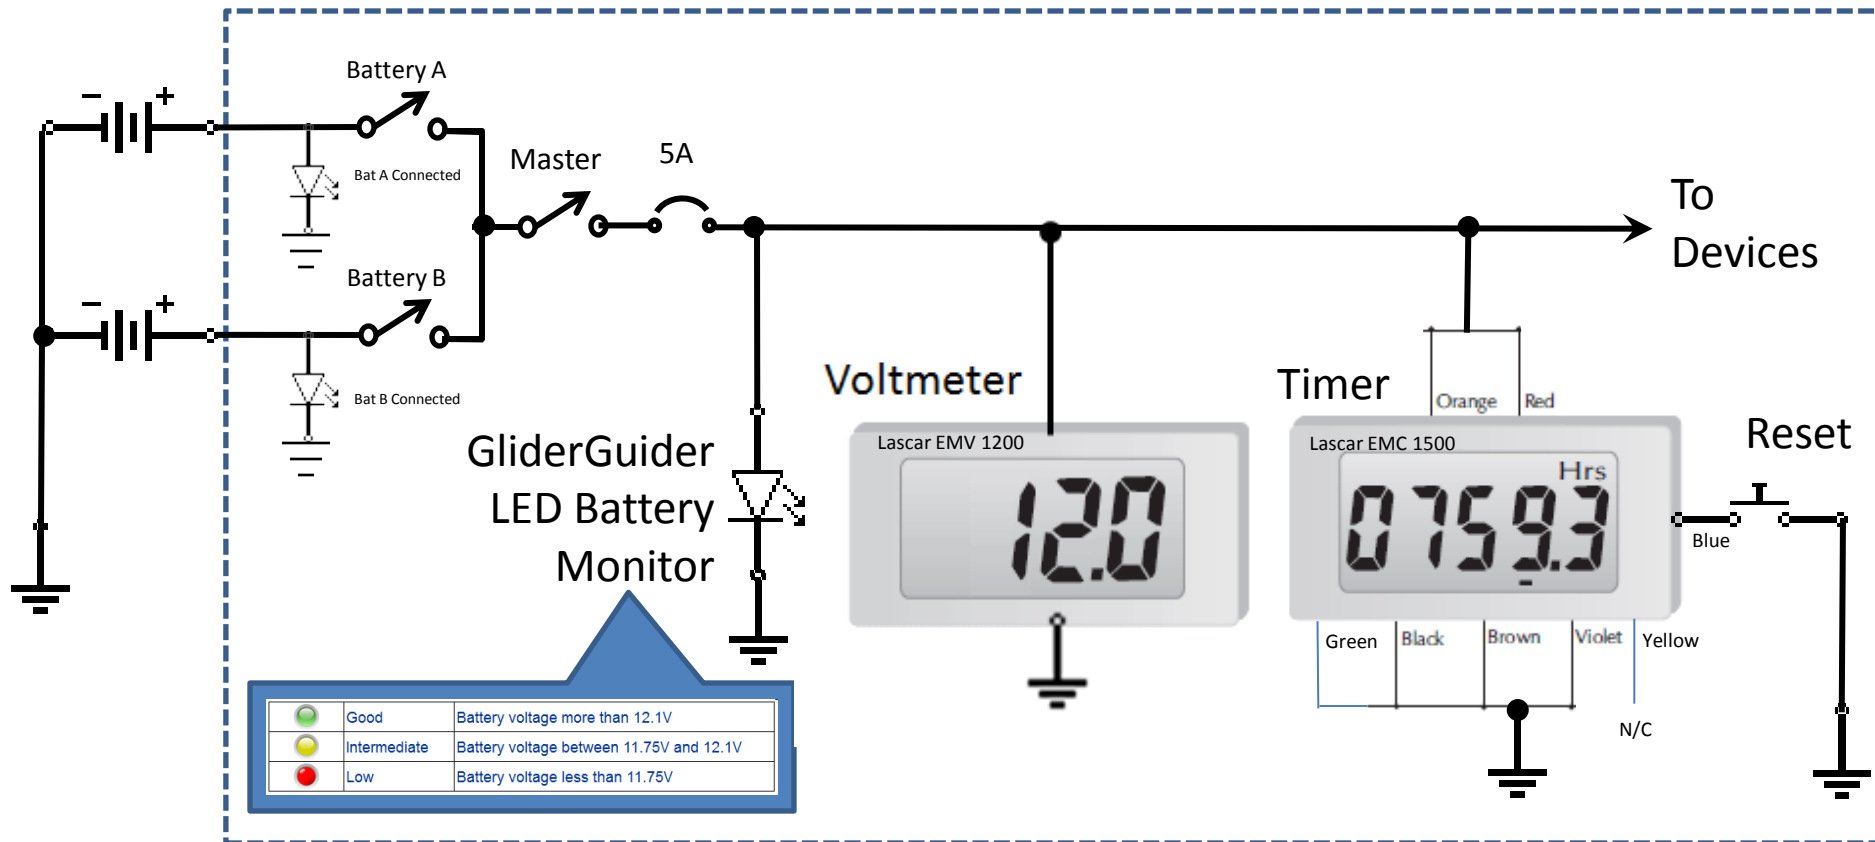 Battery A
− +
Bat A Connected
Master
5A
To
Devices
Battery B
− +
Bat B Connected
Voltmeter
Lascar EMV 1200
12.0
Timer
Orange Red
Lascar EMC 1500
Hrs
0759.3
Reset
Blue
Green Black Brown Violet Yellow
N/C
GliderGuider
LED Battery
Monitor
Good Battery voltage more than 12.1V
Intermediate Battery voltage between 11.75V and 12.1V
Low Battery voltage less than 11.75V